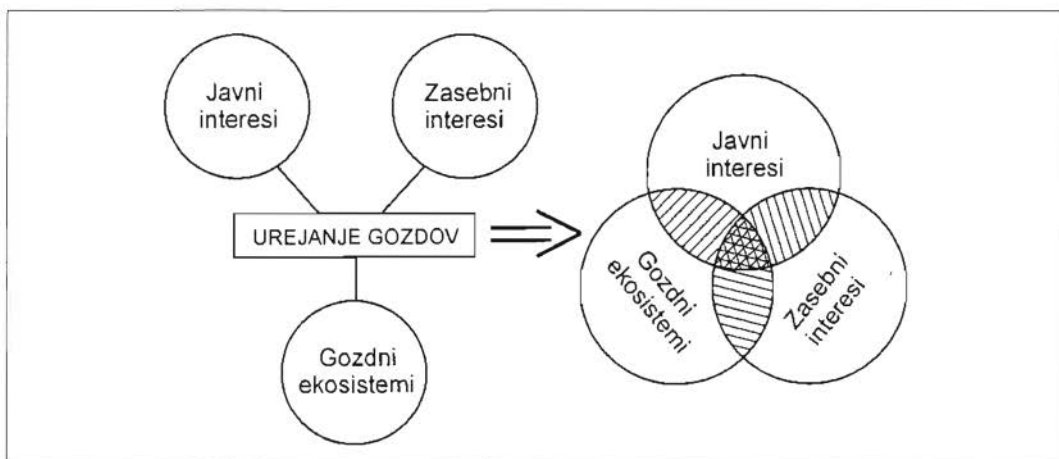 Javni
interesi
Zasebni
interesi
UREJANJE GOZDOV
Gozdni
ekosistemi
Javni
interesi
Gozdni
ekosistemi
Zasebni
interesi